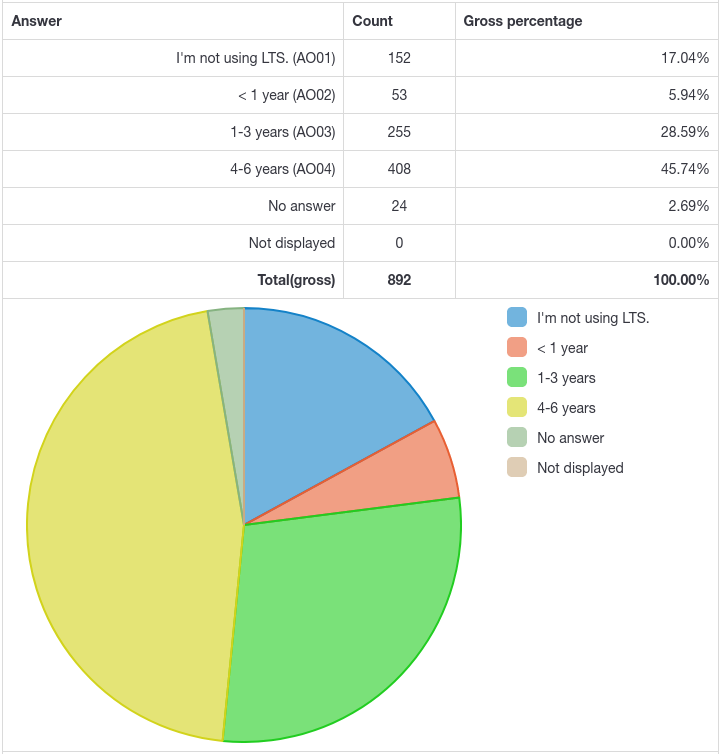 Answer Count Gross percentage
I'm not using LTS. (AO01) 152 17.04%
< 1 year (AO02) 53 5.94%
1-3 years (AO03) 255 28.59%
4-6 years (AO04) 408 45.74%
No answer 24 2.69%
Not displayed 0 0.00%
Total(gross) 892 100.00%
I'm not using LTS.
< 1 year
1-3 years
4-6 years
No answer
Not displayed